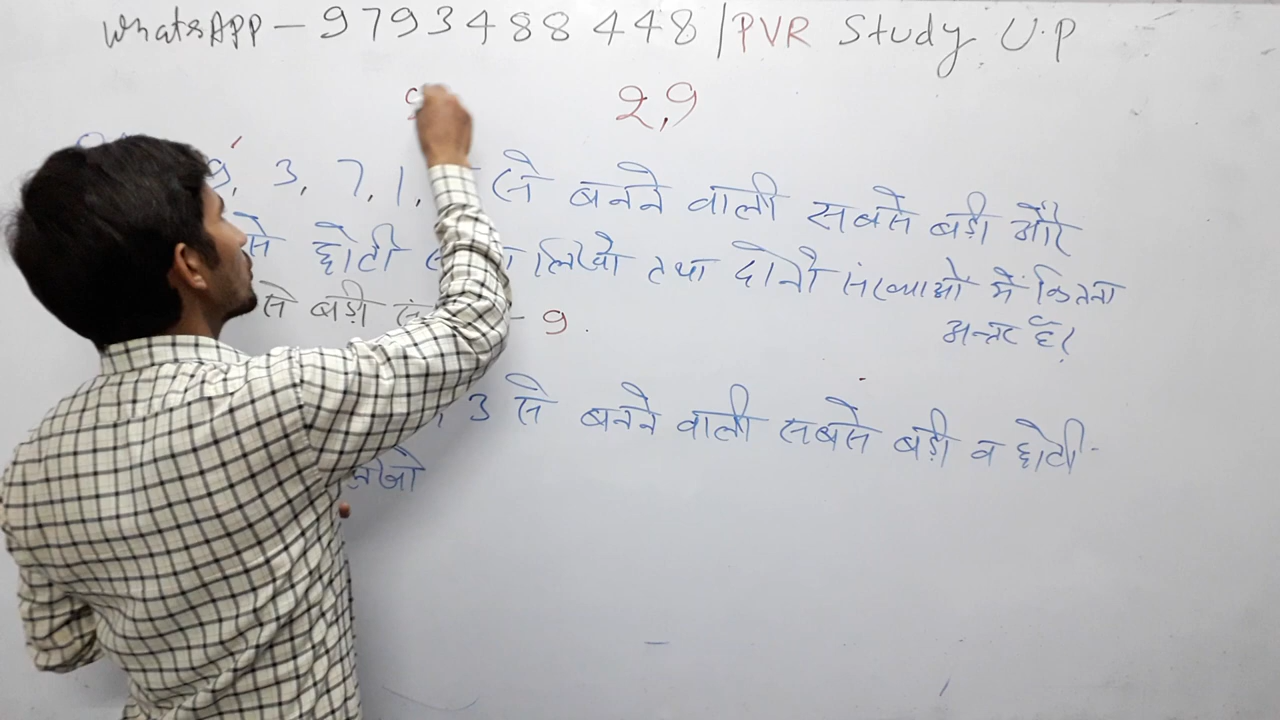 WhatsAPP - 9793488448/PVR Study U.P
2,9
9, 3, 7, 1, से बनने वाली सबसे बड़ी और
से छोटी लिखो तथा दोनो संख्याओ में कितना
अन्तर है?
से बड़ी - 9.
, 3 से बनने वाली सबसे बड़ी व छोटी-